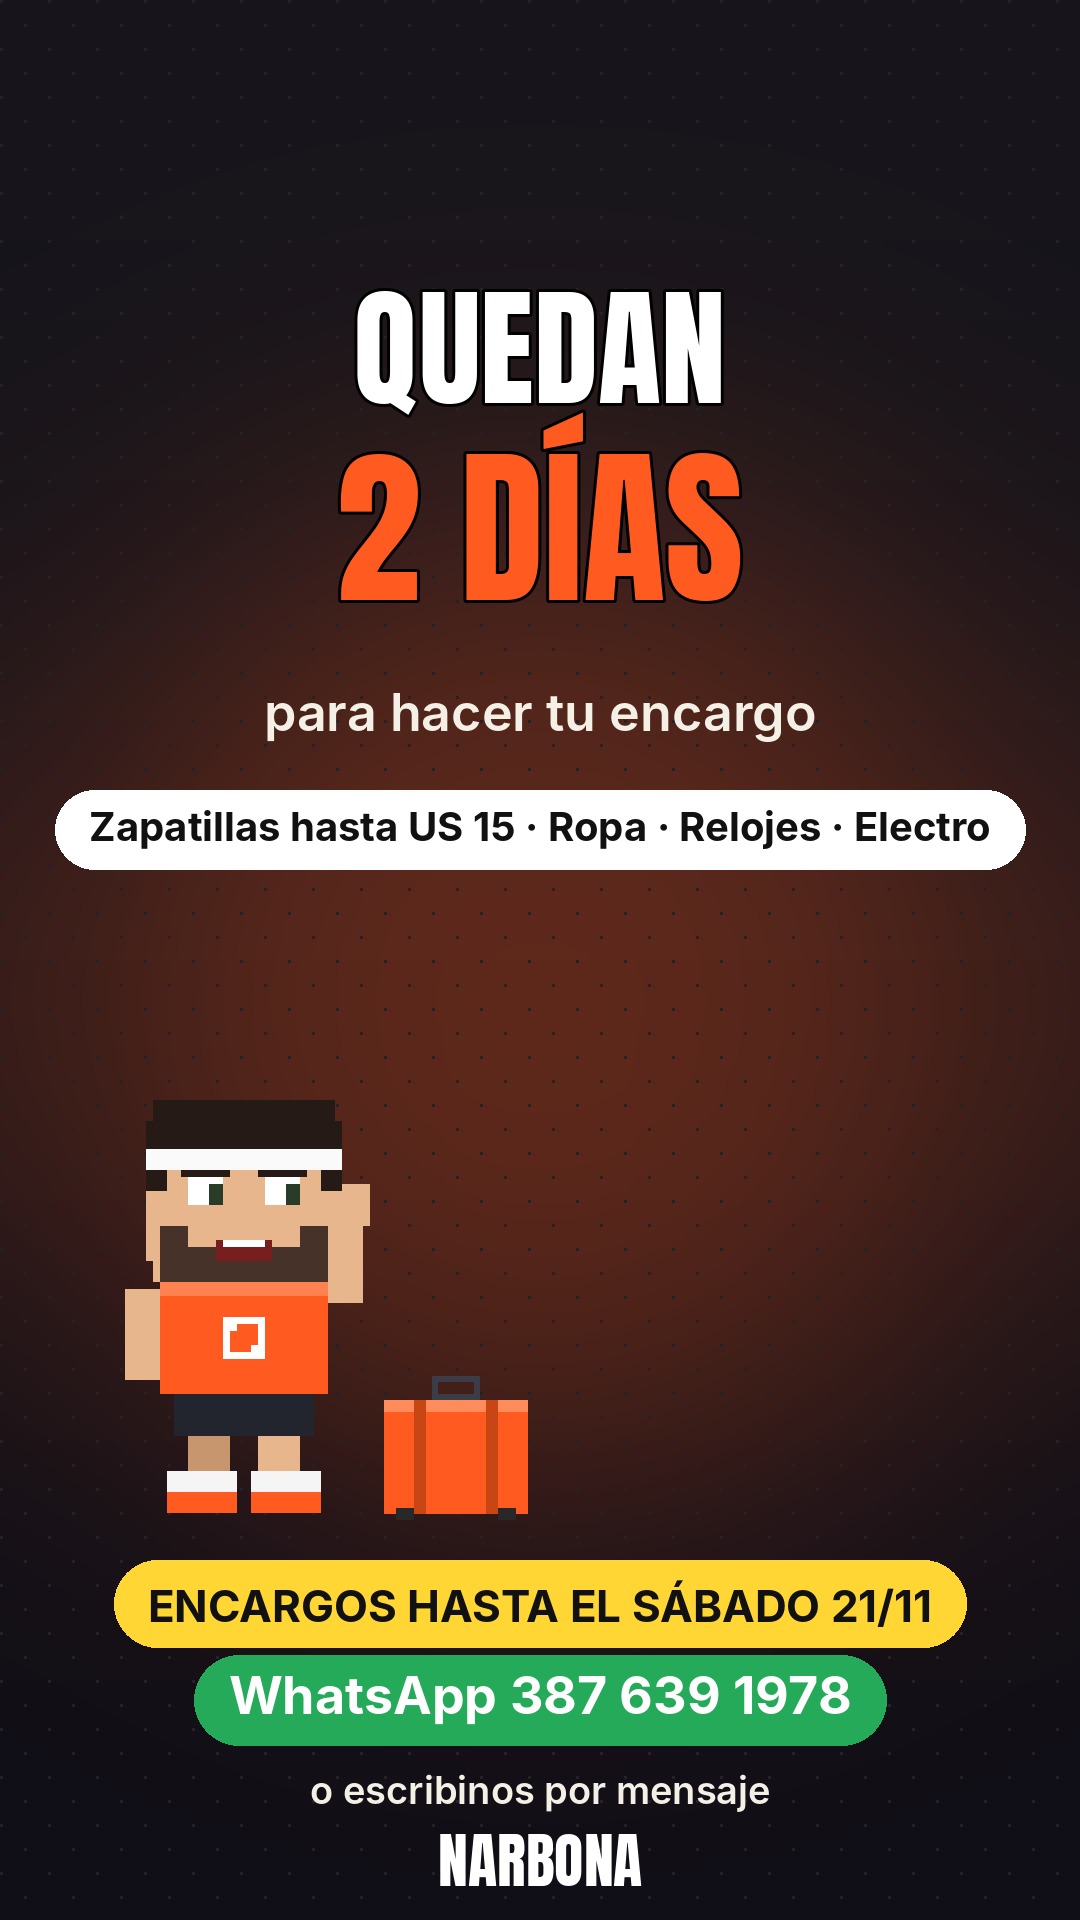 QUEDAN
2 DÍAS
para hacer tu encargo
Zapatillas hasta US 15 · Ropa · Relojes · Electro
ENCARGOS HASTA EL SÁBADO 21/11
WhatsApp 387 639 1978
o escribinos por mensaje
NARBONA